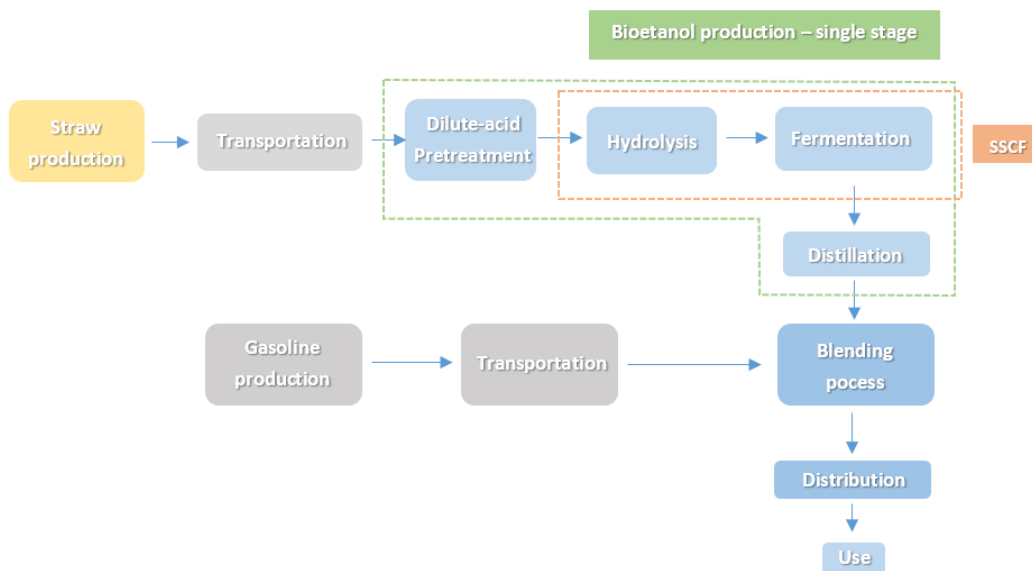 Bioetanol production – single stage
Straw
production
Transportation
Dilute-acid
Pretreatment
Hydrolysis
Fermentation
SSCF
Distillation
Gasoline
production
Transportation
Blending
pocess
Distribution
Use